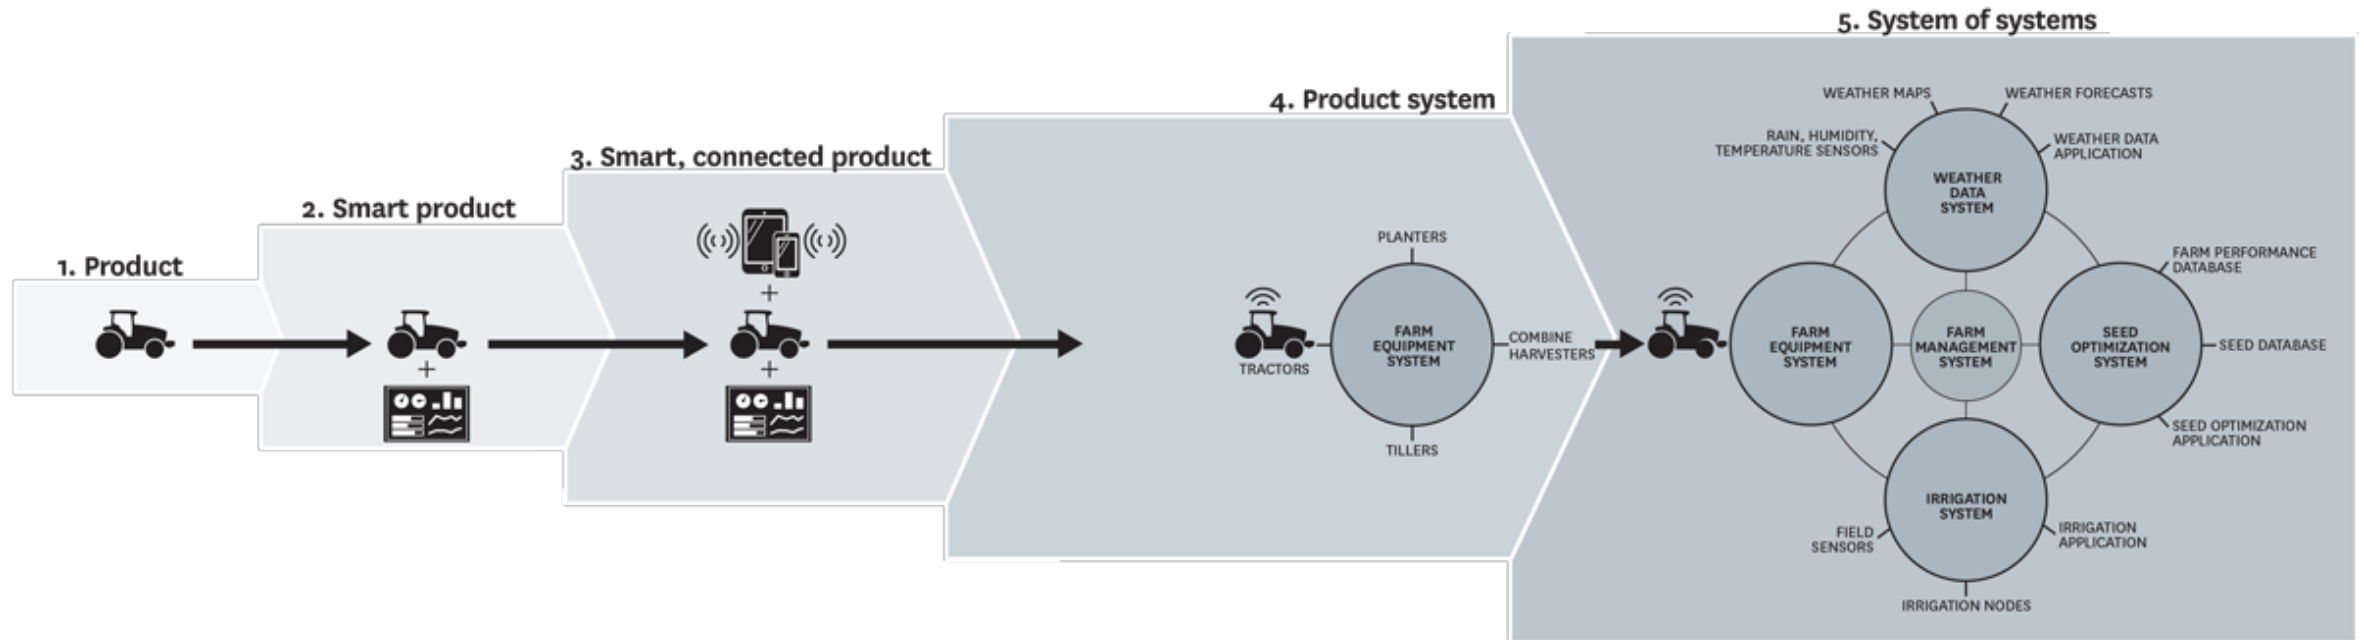 1. Product
2. Smart product
3. Smart, connected product
4. Product system
PLANTERS
TRACTORS
FARM
EQUIPMENT
SYSTEM
COMBINE
HARVESTERS
TILLERS
5. System of systems
WEATHER MAPS
WEATHER FORECASTS
RAIN, HUMIDITY,
TEMPERATURE SENSORS
WEATHER DATA
APPLICATION
WEATHER
DATA
SYSTEM
FARM PERFORMANCE
DATABASE
FARM
EQUIPMENT
SYSTEM
FARM
MANAGEMENT
SYSTEM
SEED
OPTIMIZATION
SYSTEM
SEED DATABASE
SEED OPTIMIZATION
APPLICATION
IRRIGATION
SYSTEM
FIELD
SENSORS
IRRIGATION
APPLICATION
IRRIGATION NODES